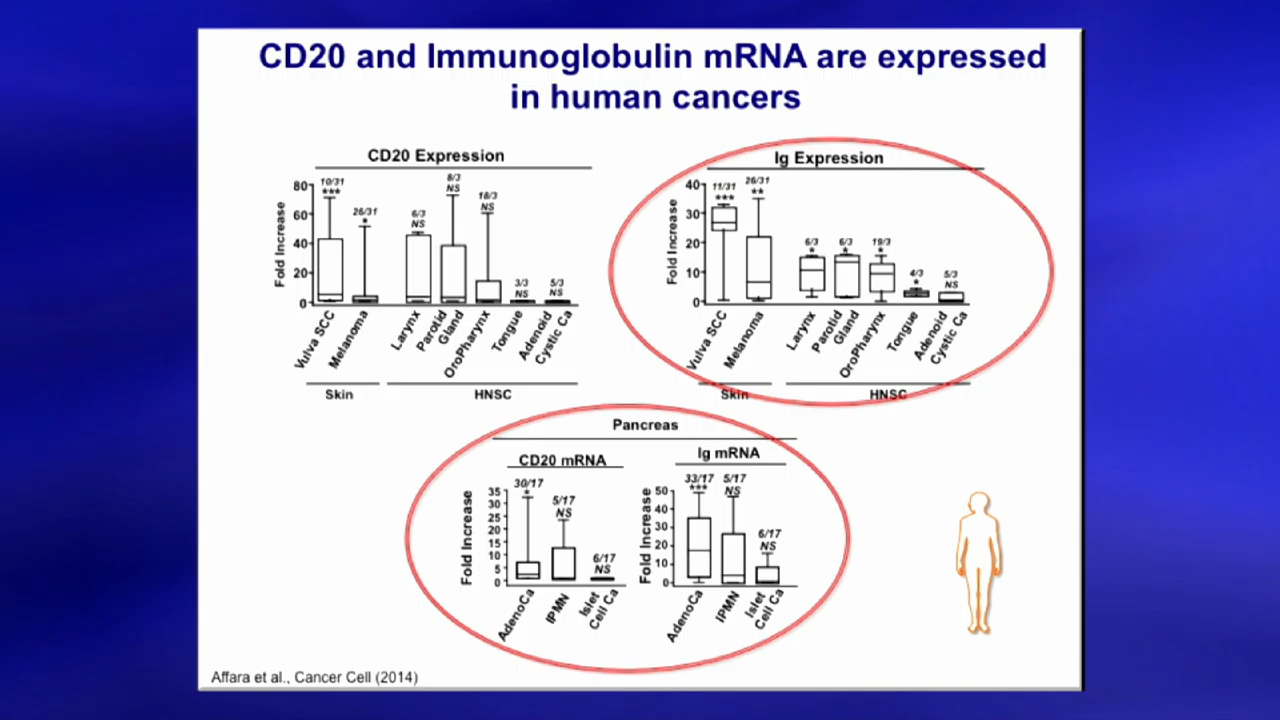 CD20 and Immunoglobulin mRNA are expressed
in human cancers
CD20 Expression
Fold Increase
80
60
40
20
0
10/31
***
26/31
*
6/3
NS
8/3
NS
18/3
NS
3/3
NS
5/3
NS
Vulva SCC
Melanoma
Larynx
Parotid
Gland
OroPharynx
Tongue
Adenoid
Cystic Ca
Skin
HNSC
Ig Expression
Fold Increase
40
30
20
10
0
11/31
***
26/31
**
6/3
*
6/3
*
19/3
*
4/3
*
5/3
NS
Vulva SCC
Melanoma
Larynx
Parotid
Gland
OroPharynx
Tongue
Adenoid
Cystic Ca
Skin
HNSC
Pancreas
CD20 mRNA
Fold Increase
35
30
25
20
15
10
5
0
30/17
*
5/17
NS
6/17
NS
AdenoCa
IPMN
Islet
Cell Ca
Ig mRNA
Fold Increase
50
40
30
20
10
0
33/17
***
5/17
NS
6/17
NS
AdenoCa
IPMN
Islet
Cell Ca
Affara et al., Cancer Cell (2014)